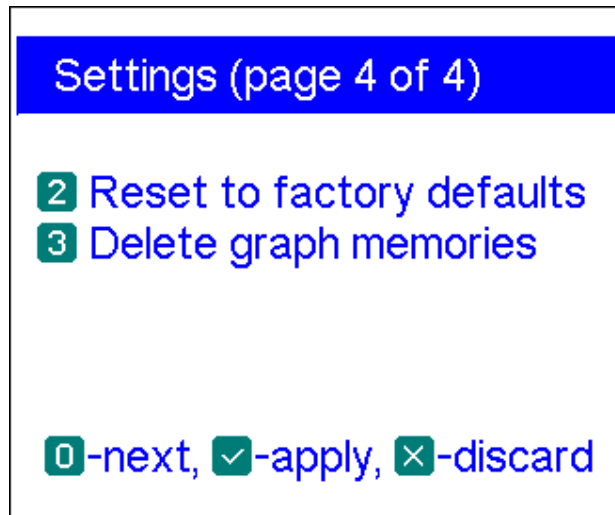 Settings (page 4 of 4)
2 Reset to factory defaults
3 Delete graph memories
0-next, ✓-apply, ×-discard